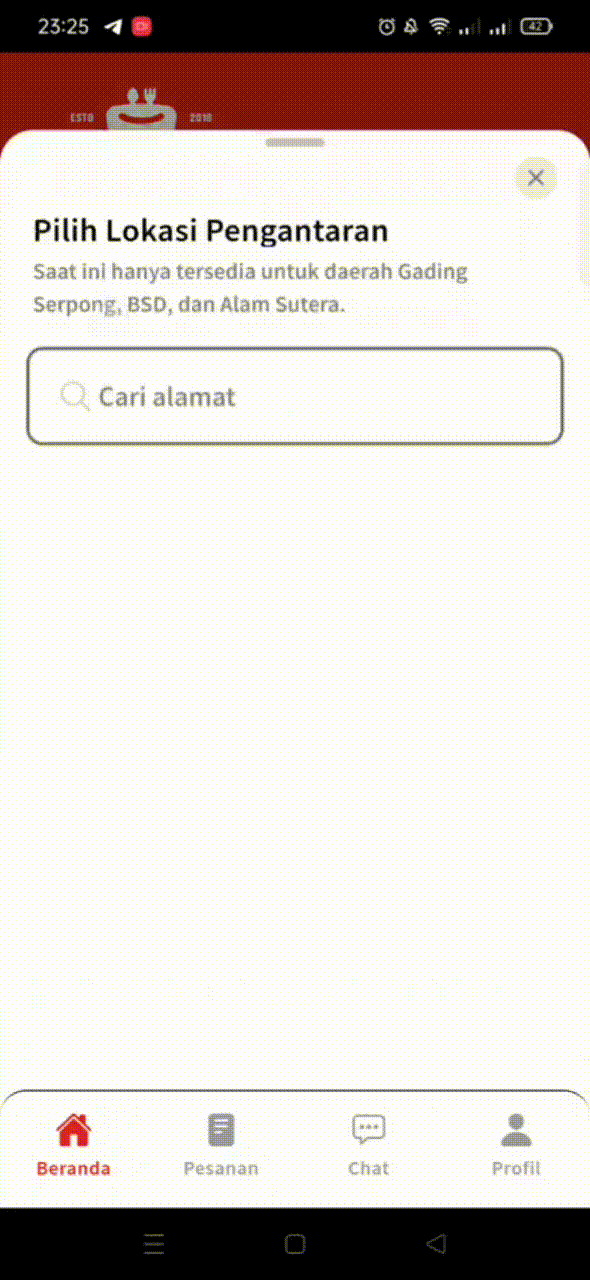 23:25
42
ESTD
2010
Pilih Lokasi Pengantaran
Saat ini hanya tersedia untuk daerah Gading
Serpong, BSD, dan Alam Sutera.
Cari alamat
Beranda
Pesanan
Chat
Profil